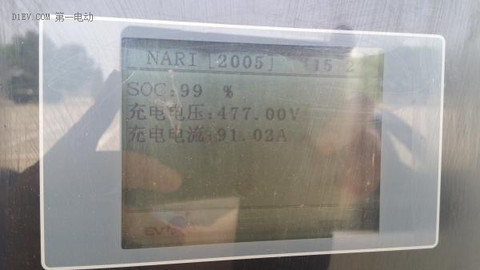 D1EV.COM 第一电动
NARI [2005]
SOC:99 %
充电电压:477.00V
充电电流:91.02A